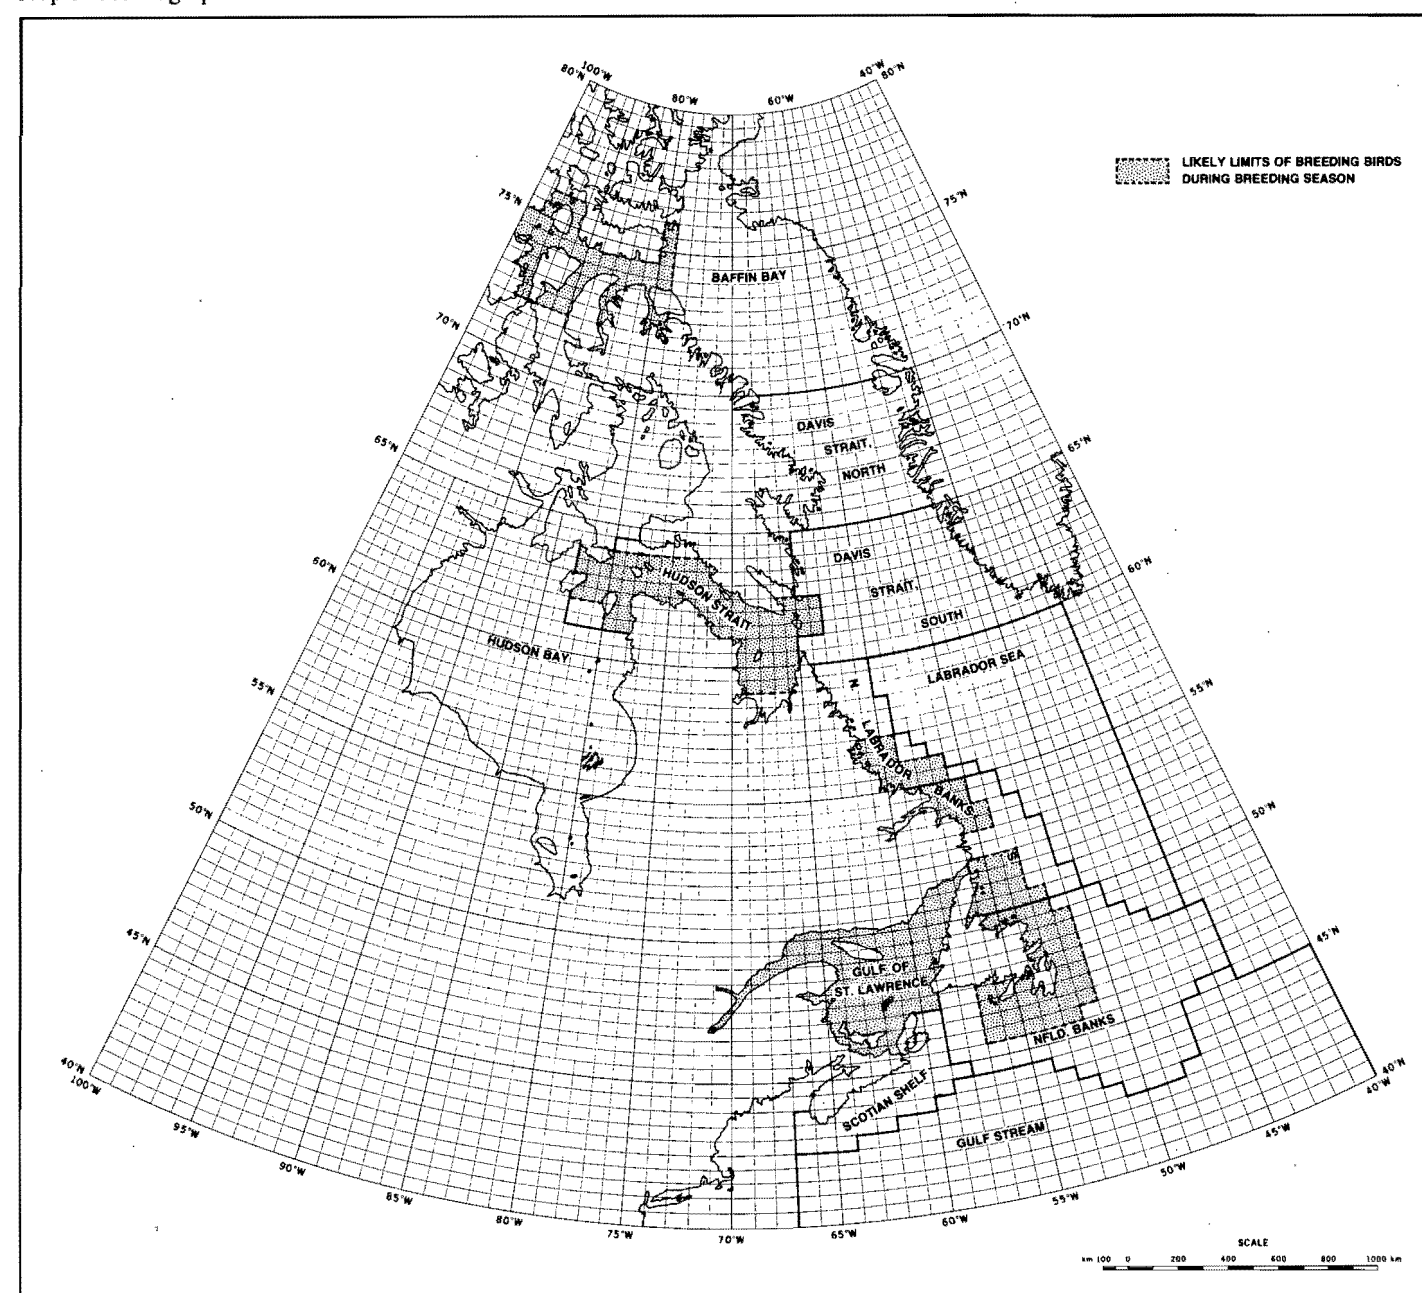 100°W
80°N
80°W
60°W
40°W
80°N
LIKELY LIMITS OF BREEDING BIRDS
DURING BREEDING SEASON
75°N
75°N
BAFFIN BAY
70°N
70°N
DAVIS
STRAIT,
NORTH
65°N
65°N
DAVIS
STRAIT,
SOUTH
60°N
60°N
HUDSON STRAIT
HUDSON BAY
LABRADOR SEA
55°N
55°N
N
LABRADOR
BANKS
S
50°N
50°N
GULF OF
ST. LAWRENCE
45°N
45°N
NFLD. BANKS
SCOTIAN SHELF
GULF STREAM
40°N
100°W
40°N
40°W
95°W
90°W
85°W
80°W
75°W
70°W
65°W
60°W
55°W
50°W
45°W
SCALE
km 100 0 200 400 600 800 1000 km